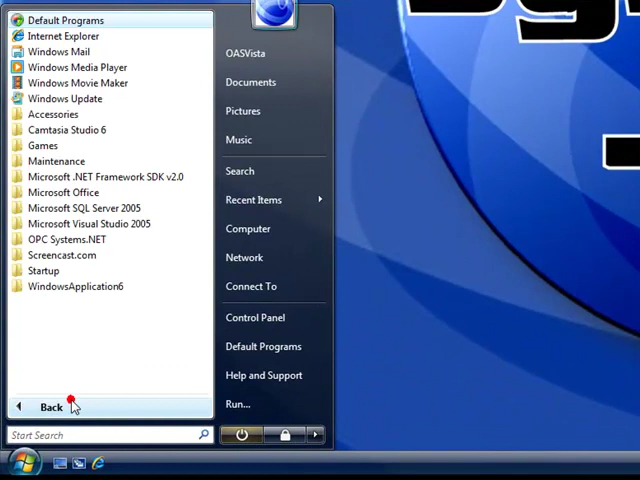 Default Programs
Internet Explorer
Windows Mail
Windows Media Player
Windows Movie Maker
Windows Update
Accessories
Camtasia Studio 6
Games
Maintenance
Microsoft .NET Framework SDK v2.0
Microsoft Office
Microsoft SQL Server 2005
Microsoft Visual Studio 2005
OPC Systems.NET
Screencast.com
Startup
WindowsApplication6
Back
Start Search
OASVista
Documents
Pictures
Music
Search
Recent Items
Computer
Network
Connect To
Control Panel
Default Programs
Help and Support
Run...